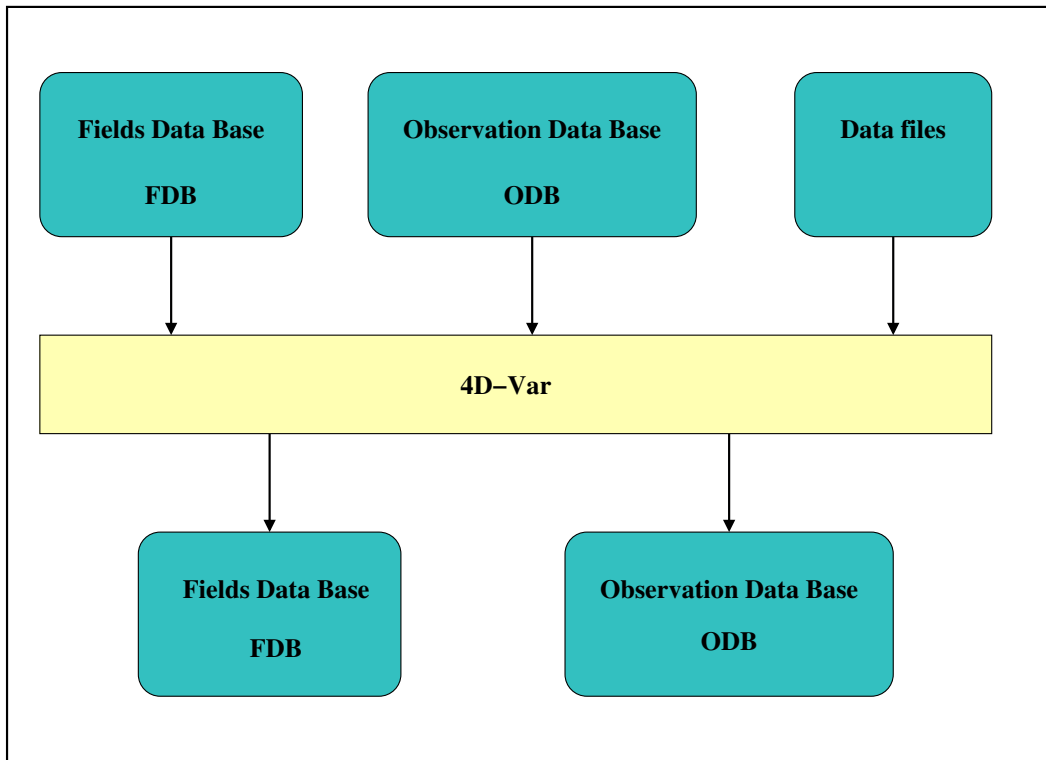 Fields Data Base
FDB
Observation Data Base
ODB
Data files
4D−Var
Fields Data Base
FDB
Observation Data Base
ODB